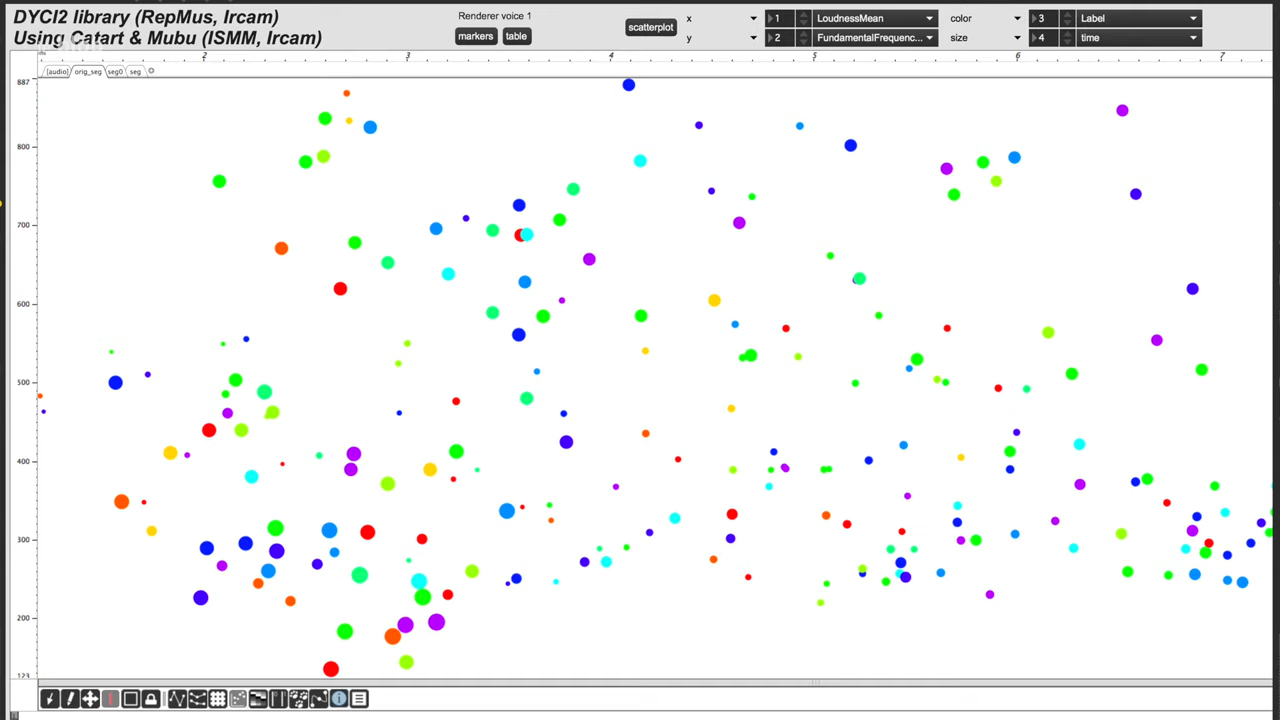 DYCI2 library (RepMus, Ircam)
Using Catart & Mubu (ISMM, Ircam)
Renderer voice 1
markers table
scatterplot
x 1 LoudnessMean
y 2 FundamentalFrequenc...
color 3 Label
size 4 time
2 3 4 5 6 7
[audio] orig_seg seg0 seg
887
800
700
600
500
400
300
200
123